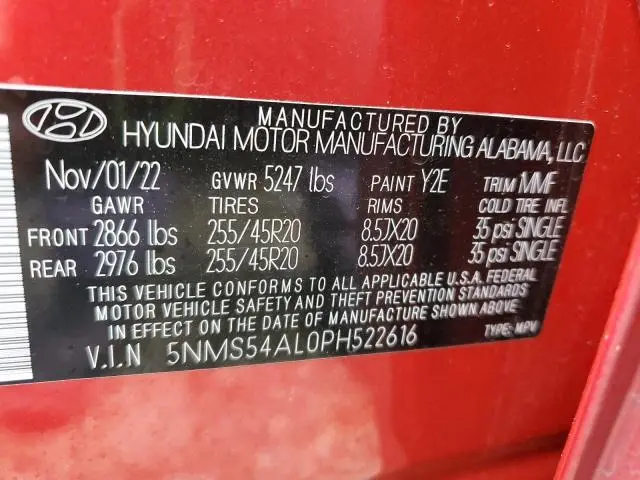 MANUFACTURED BY
HYUNDAI MOTOR MANUFACTURING ALABAMA, LLC
Nov/01/22 GVWR 5247 lbs PAINT Y2E TRIM MMF
GAWR TIRES RIMS COLD TIRE INFL
FRONT 2866 lbs 255/45R20 8.5JX20 35 psi SINGLE
REAR 2976 lbs 255/45R20 8.5JX20 35 psi SINGLE
THIS VEHICLE CONFORMS TO ALL APPLICABLE U.S.A. FEDERAL
MOTOR VEHICLE SAFETY AND THEFT PREVENTION STANDARDS
IN EFFECT ON THE DATE OF MANUFACTURE SHOWN ABOVE.
V.I.N 5NMS54AL0PH522616 TYPE: MPV